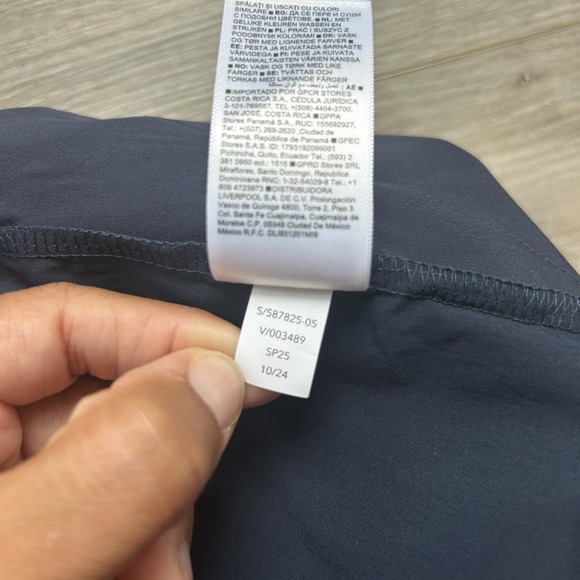 SPĂLAȚI ȘI USCAȚI CU CULORI
SIMILARE ■ BG: ДА СЕ ПЕРЕ И СУШИ
С ПОДОБНИ ЦВЕТОВЕ. ■ NL: MET
GELIJKE KLEUREN WASSEN EN
STRIJKEN ■ PL: PRAĆ I SUSZYĆ Z
PODOBNYMI KOLORAMI ■ DK: VASK
OG TØR MED LIGNENDE FARVER ■
EE: PESTA JA KUIVATADA SARNASTE
VÄRVIDEGA ■ FI: PESE JA KUIVAA
SAMANKALTAISTEN VÄRIEN KANSSA
■ NO: VASK OG TØRK MED LIKE
FARGER ■ SE: TVÄTTAS OCH
TORKAS MED LIKNANDE FÄRGER
■ AE:
■ IMPORTADO POR GPCR STORES
COSTA RICA S.A., CÉDULA JURÍDICA
3-101-789587, TEL +(506) 4404-3700,
SAN JOSÉ, COSTA RICA ■ GPPA
Stores Panamá S.A., RUC: 155692927,
Tel: +(507) 269-2620 ,Ciudad de
Panamá, República de Panamá ■ GPEC
Stores S.A.S. ID: 1793192099001
Pichincha, Quito, Ecuador Tel: (593) 2
381 0950 ext.: 1616 ■ GPRD Stores SRL
Miraflores, Santo Domingo, Republica
Dominicana RNC: 1-32-54029-8 Tel.: +1
809 4723973 ■ DISTRIBUIDORA
LIVERPOOL S.A. DE C.V. Prolongación
Vasco de Quiroga 4800, Torre 2, Piso 3
Col. Santa Fe Cuajimalpa, Cuajimalpa de
Morelos C.P. 05348 Ciudad De México
México R.F.C. DLI931201MI9
S/587825-05
V/003489
SP25
10/24